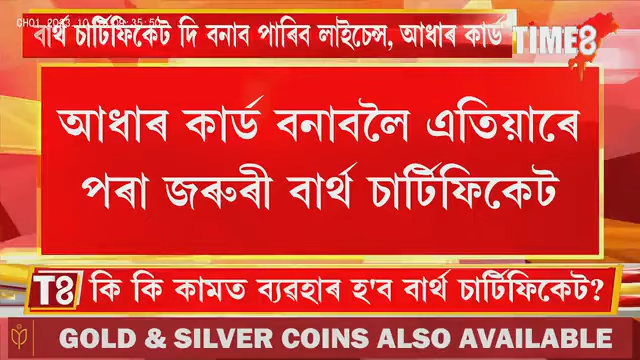 বাৰ্থ চাৰ্টিফিকেট দি বনাব পাৰিব লাইচেন্স, আধাৰ কাৰ্ড
TIME8
আধাৰ কাৰ্ড বনাবলৈ এতিয়াৰে
পৰা জৰুৰী বাৰ্থ চাৰ্টিফিকেট
T8 কি কি কামত ব্যৱহাৰ হ'ব বাৰ্থ চাৰ্টিফিকেট?
GOLD & SILVER COINS ALSO AVAILABLE